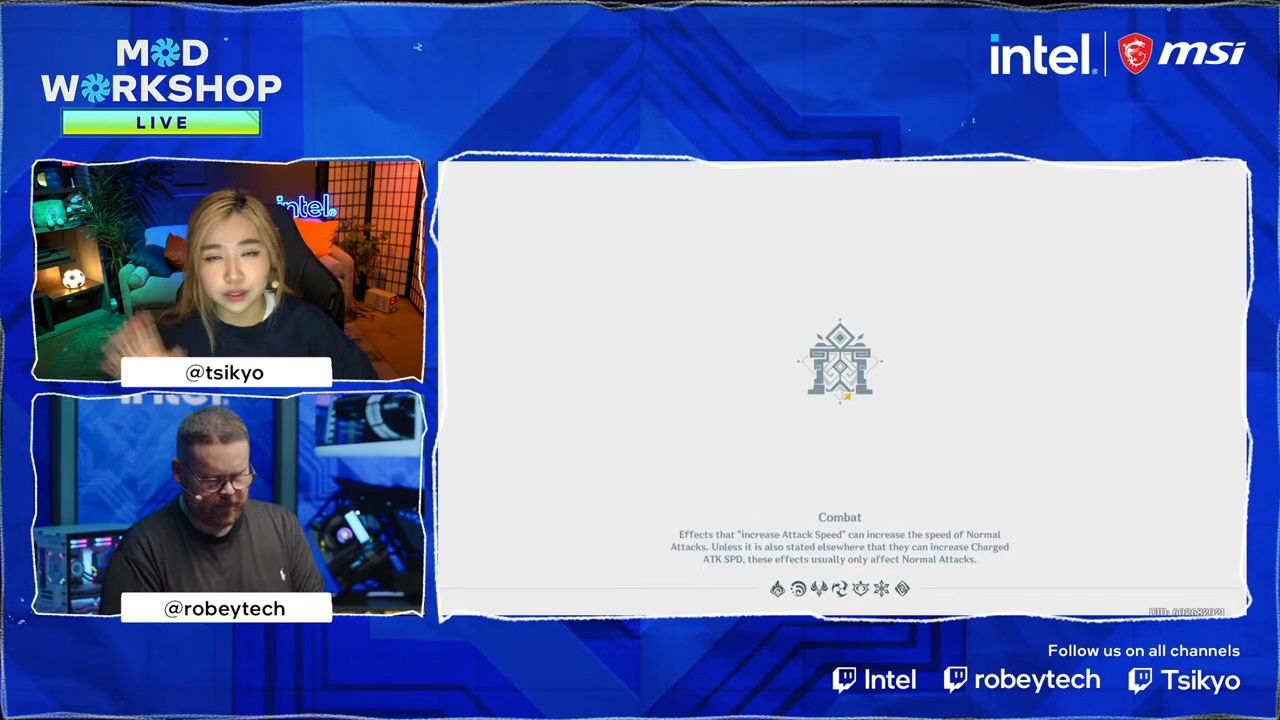 MOD
WORKSHOP
LIVE
intel.
msi
intel.
@tsikyo
intel.
@robeytech
Combat
Effects that "increase Attack Speed" can increase the speed of Normal
Attacks. Unless it is also stated elsewhere that they can increase Charged
ATK SPD, these effects usually only affect Normal Attacks.
Follow us on all channels
Intel
robeytech
Tsikyo